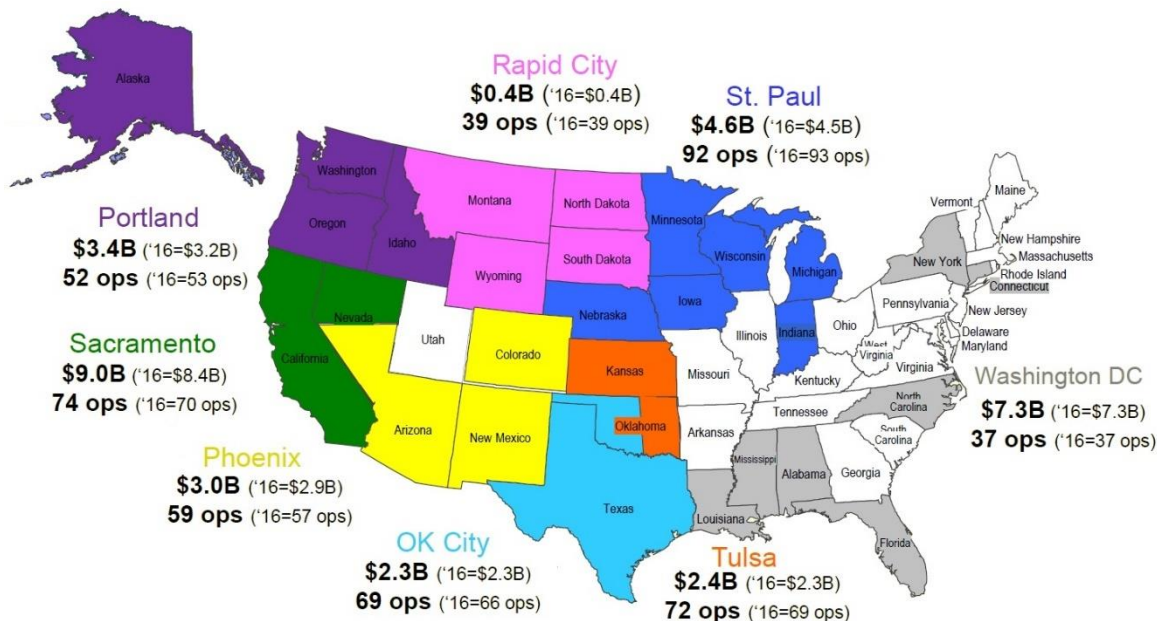 Alaska
Rapid City
$0.4B (‘16=$0.4B)
39 ops (‘16=39 ops)
St. Paul
$4.6B (‘16=$4.5B)
92 ops (‘16=93 ops)
Portland
$3.4B (‘16=$3.2B)
52 ops (‘16=53 ops)
Sacramento
$9.0B (‘16=$8.4B)
74 ops (‘16=70 ops)
Phoenix
$3.0B (‘16=$2.9B)
59 ops (‘16=57 ops)
OK City
$2.3B (‘16=$2.3B)
69 ops (‘16=66 ops)
Tulsa
$2.4B (‘16=$2.3B)
72 ops (‘16=69 ops)
Washington DC
$7.3B (‘16=$7.3B)
37 ops (‘16=37 ops)
Washington
Oregon
Idaho
Montana
North Dakota
South Dakota
Wyoming
Minnesota
Wisconsin
Michigan
Iowa
Nebraska
Indiana
Nevada
California
Utah
Colorado
Arizona
New Mexico
Kansas
Oklahoma
Texas
Missouri
Arkansas
Illinois
Ohio
Kentucky
Tennessee
West
Virginia
Virginia
North
Carolina
South
Carolina
Georgia
Alabama
Mississippi
Louisiana
Florida
Pennsylvania
New York
Vermont
Maine
New Hampshire
Massachusetts
Rhode Island
Connecticut
New Jersey
Delaware
Maryland